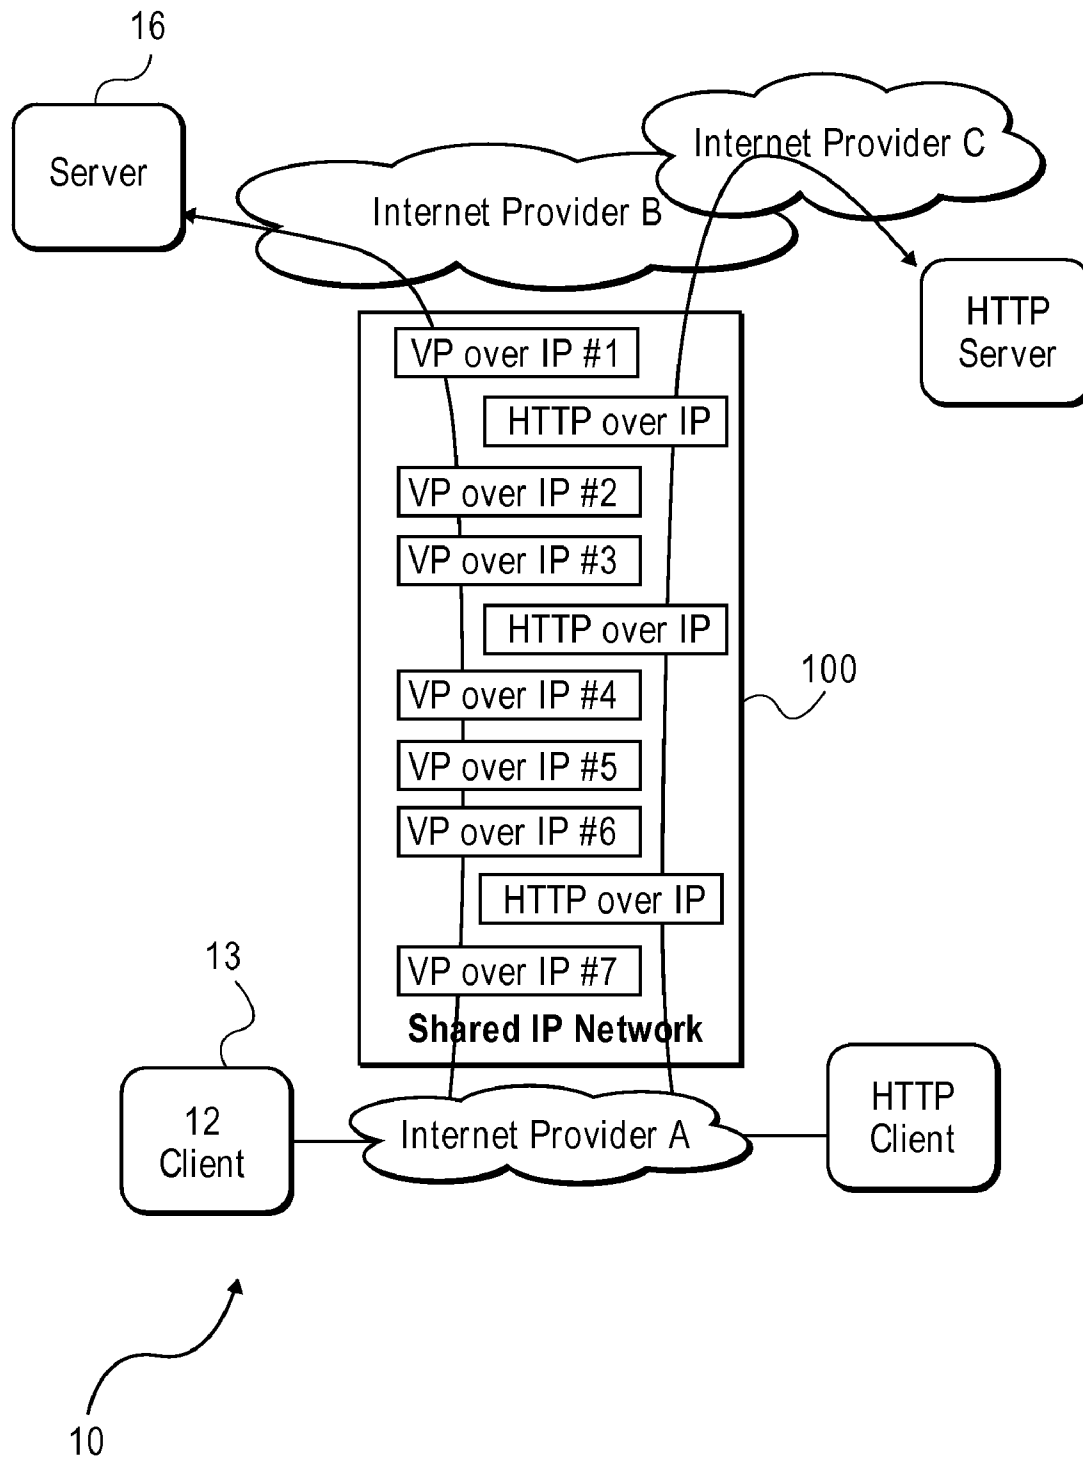 16
Server
Internet Provider C
Internet Provider B
HTTP
Server
VP over IP #1
HTTP over IP
VP over IP #2
VP over IP #3
HTTP over IP
100
VP over IP #4
VP over IP #5
VP over IP #6
HTTP over IP
13
VP over IP #7
Shared IP Network
12
Client
Internet Provider A
HTTP
Client
10